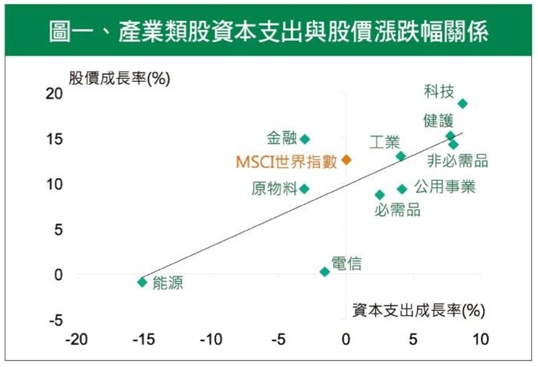 圖一、產業類股資本支出與股價漲跌幅關係
股價成長率(%)
20
15
10
5
0
-5
科技
健護
金融
工業
MSCI世界指數
非必需品
原物料
公用事業
必需品
電信
能源
資本支出成長率(%)
-20
-15
-10
-5
0
5
10